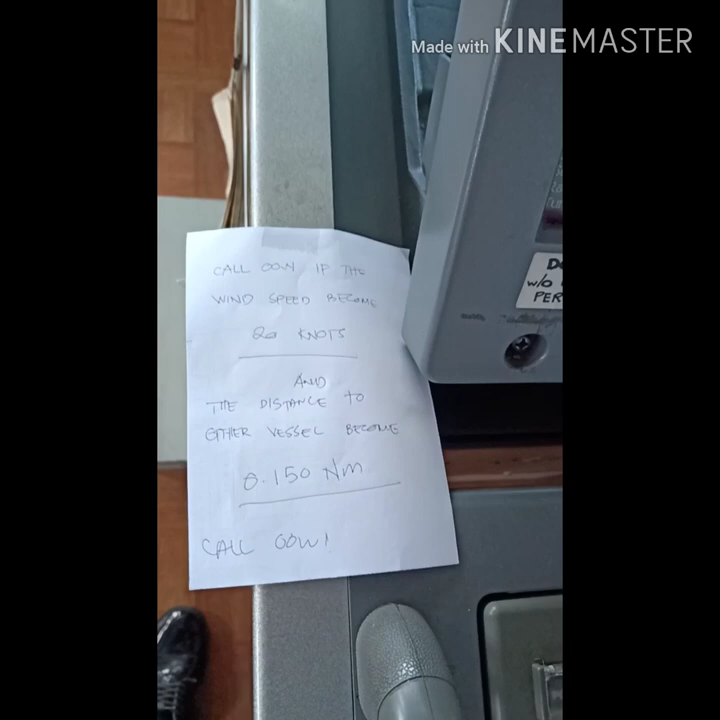 Made with KINEMASTER
CALL OOW IF THE
WIND SPEED BECOME
20 KNOTS
AND
THE DISTANCE TO
OTHER VESSEL BECOME
0.150 NM
CALL OOW!
w/o
PER